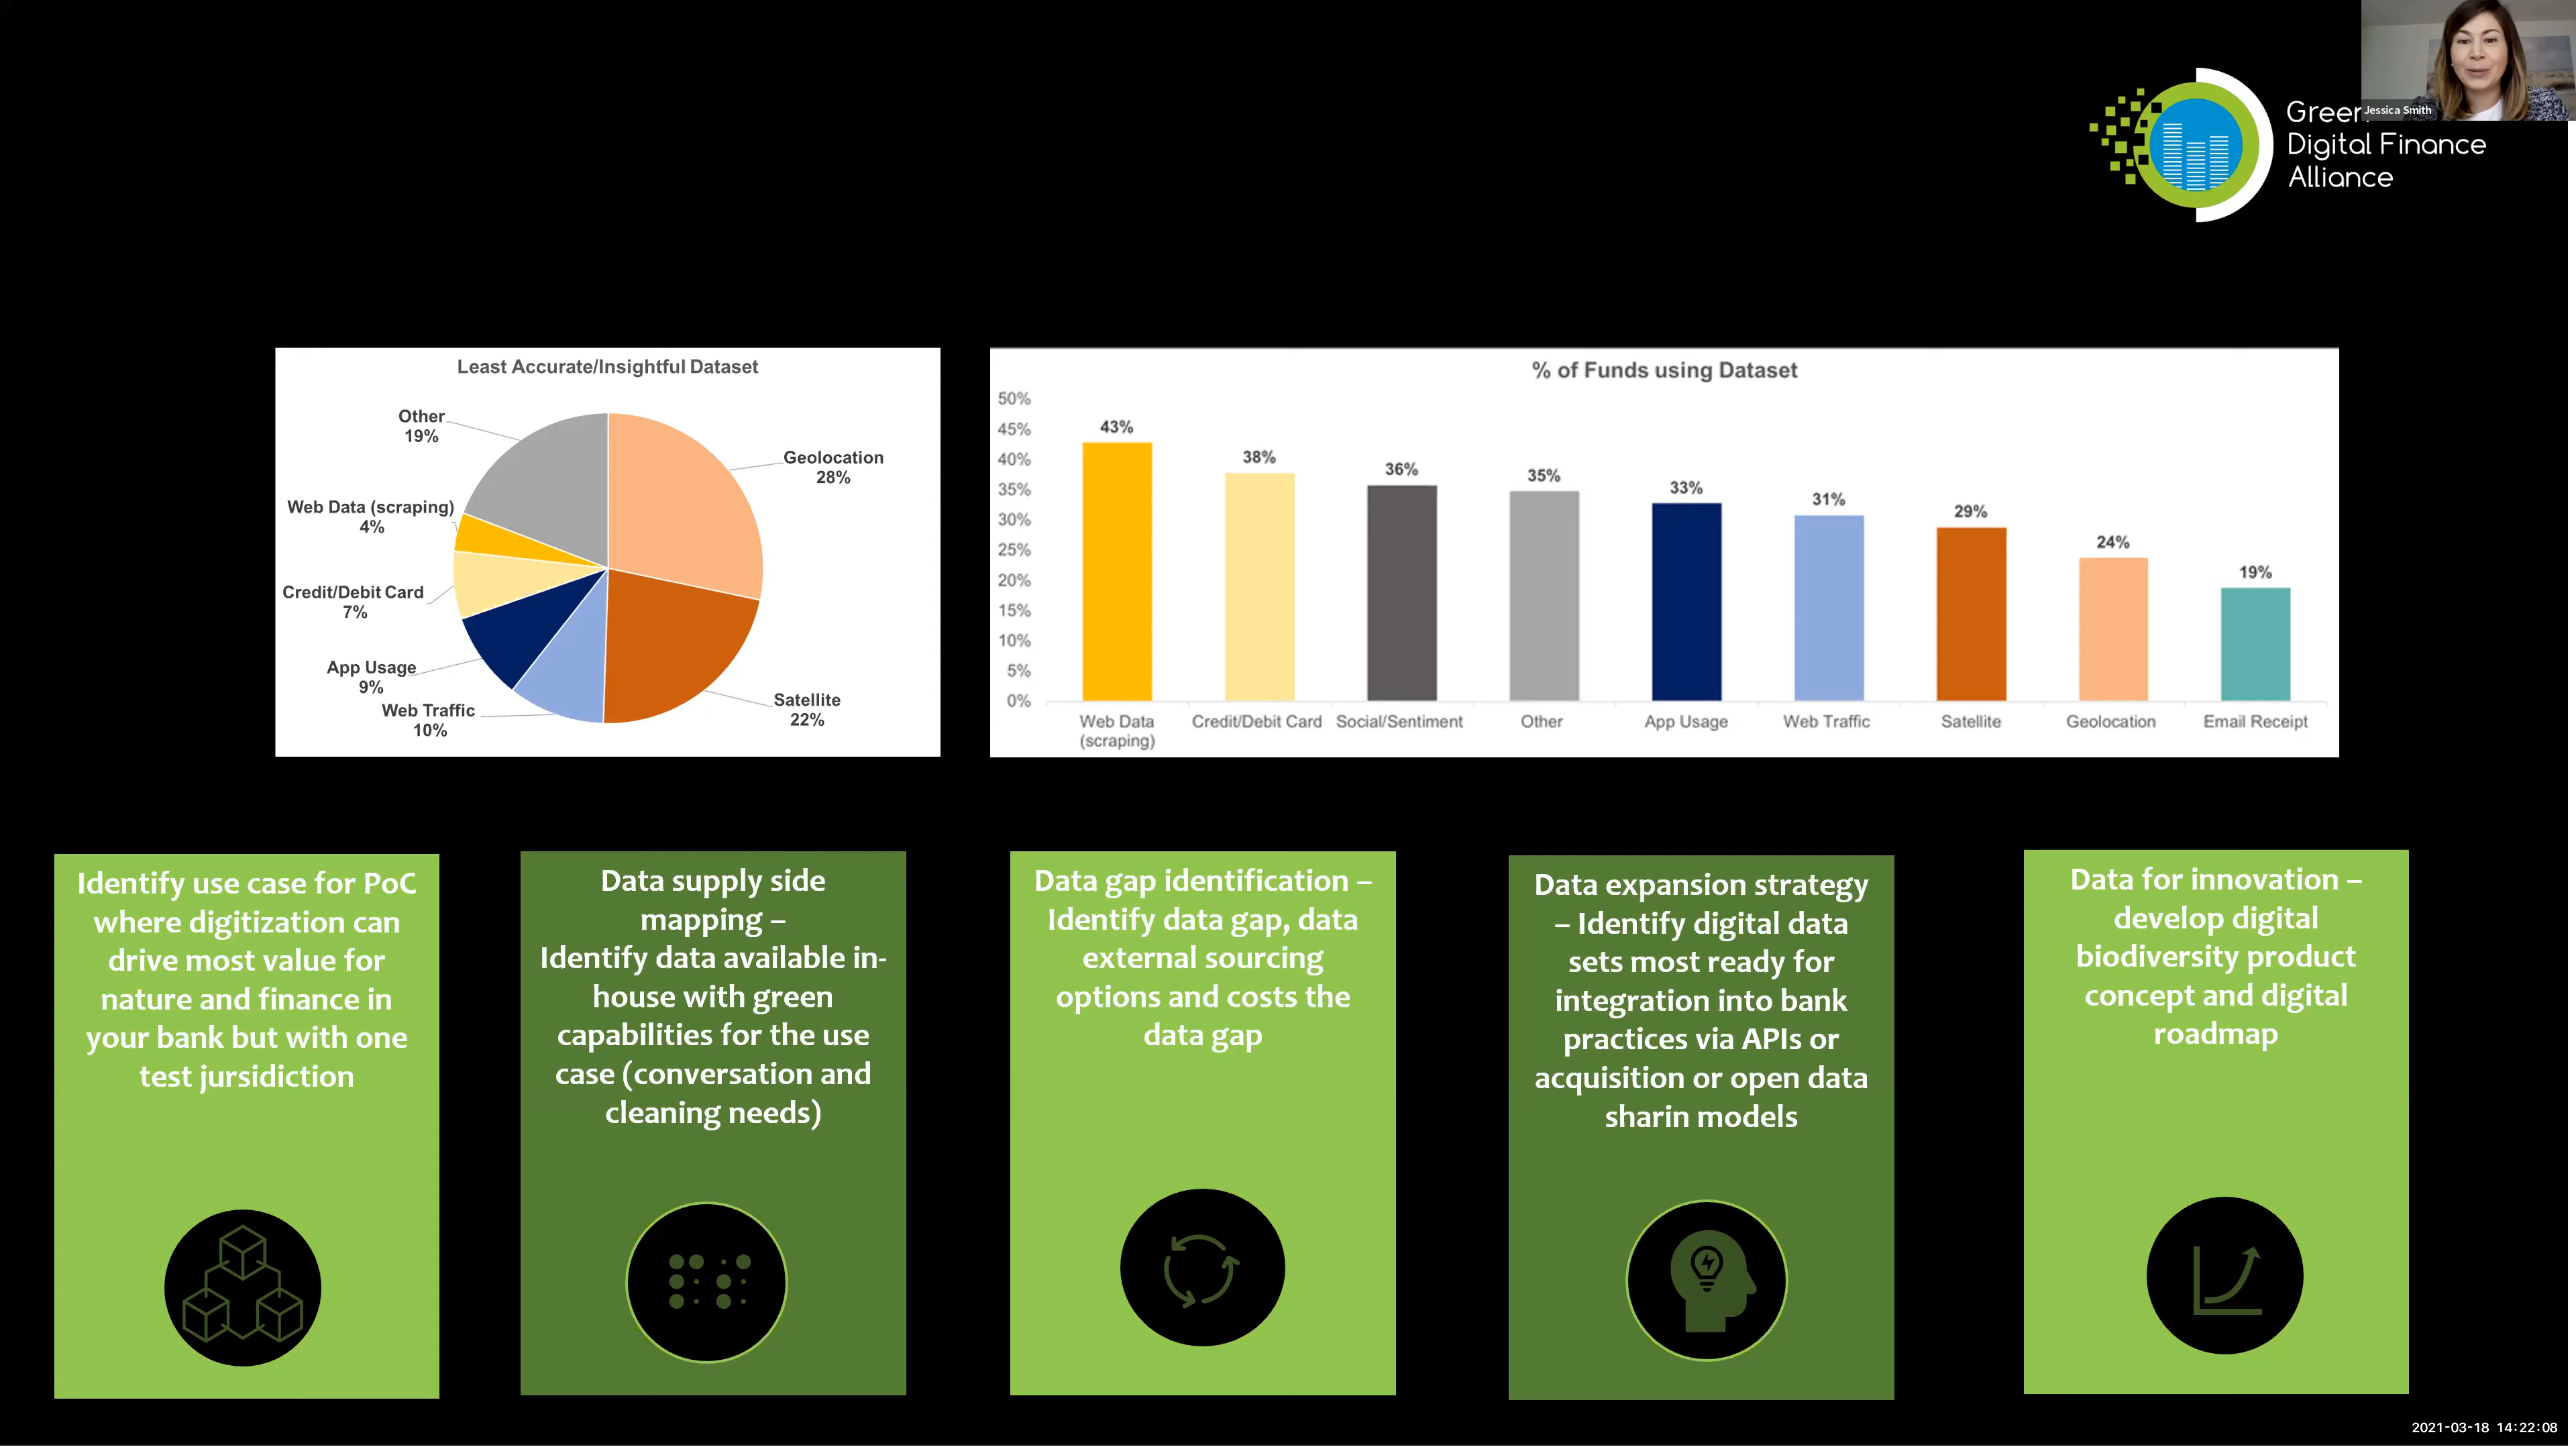 Jessica Smith
Green
Digital Finance
Alliance
Least Accurate/Insightful Dataset
Other
19%
Geolocation
28%
Web Data (scraping)
4%
Credit/Debit Card
7%
App Usage
9%
Web Traffic
10%
Satellite
22%
% of Funds using Dataset
50%
45%
40%
35%
30%
25%
20%
15%
10%
5%
0%
43%
38%
36%
35%
33%
31%
29%
24%
19%
Web Data
(scraping)
Credit/Debit Card
Social/Sentiment
Other
App Usage
Web Traffic
Satellite
Geolocation
Email Receipt
Identify use case for PoC
where digitization can
drive most value for
nature and finance in
your bank but with one
test jursidiction
Data supply side
mapping –
Identify data available in-
house with green
capabilities for the use
case (conversation and
cleaning needs)
Data gap identification –
Identify data gap, data
external sourcing
options and costs the
data gap
Data expansion strategy
– Identify digital data
sets most ready for
integration into bank
practices via APIs or
acquisition or open data
sharin models
Data for innovation –
develop digital
biodiversity product
concept and digital
roadmap
2021-03-18 14:22:08